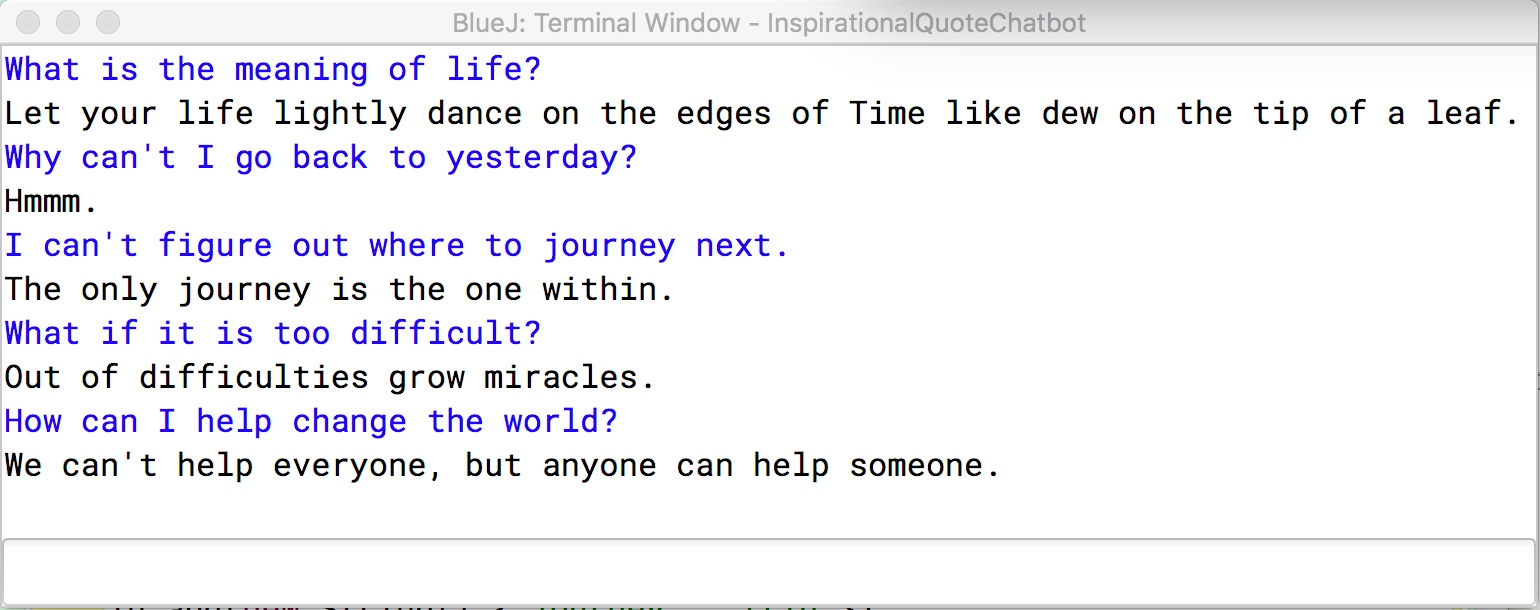 BlueJ: Terminal Window - InspirationalQuoteChatbot
What is the meaning of life?
Let your life lightly dance on the edges of Time like dew on the tip of a leaf.
Why can't I go back to yesterday?
Hmmm.
I can't figure out where to journey next.
The only journey is the one within.
What if it is too difficult?
Out of difficulties grow miracles.
How can I help change the world?
We can't help everyone, but anyone can help someone.